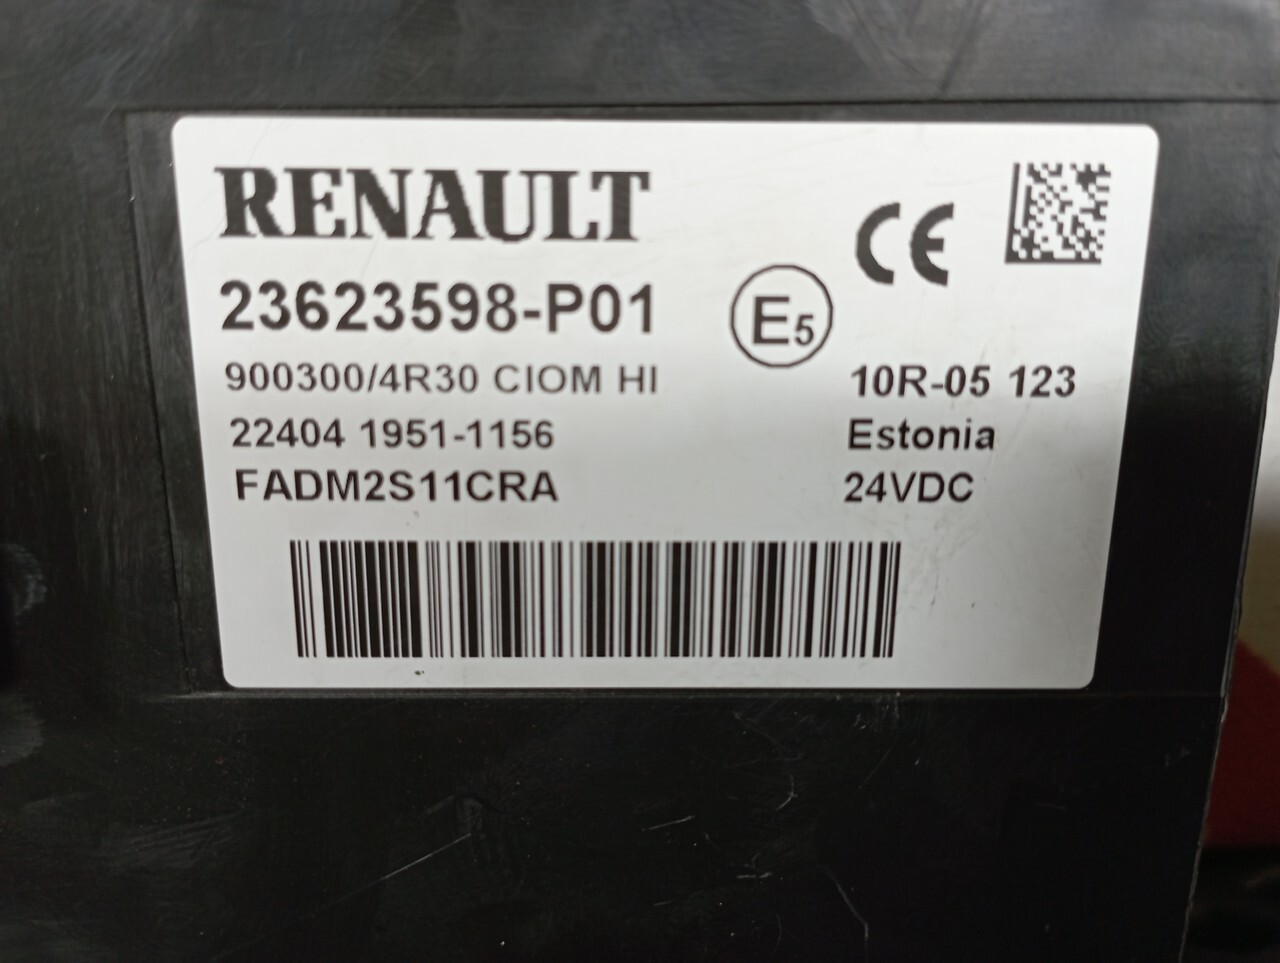 RENAULT
CE
23623598-P01
E5
900300/4R30 CIOM HI
10R-05 123
22404 1951-1156
Estonia
FADM2S11CRA
24VDC